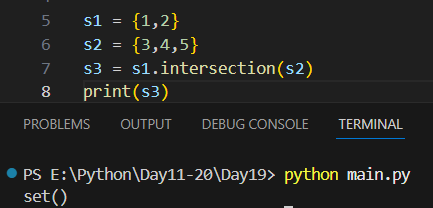 5 s1 = {1,2}
6 s2 = {3,4,5}
7 s3 = s1.intersection(s2)
8 print(s3)
PROBLEMS OUTPUT DEBUG CONSOLE TERMINAL
PS E:\Python\Day11-20\Day19> python main.py
set()